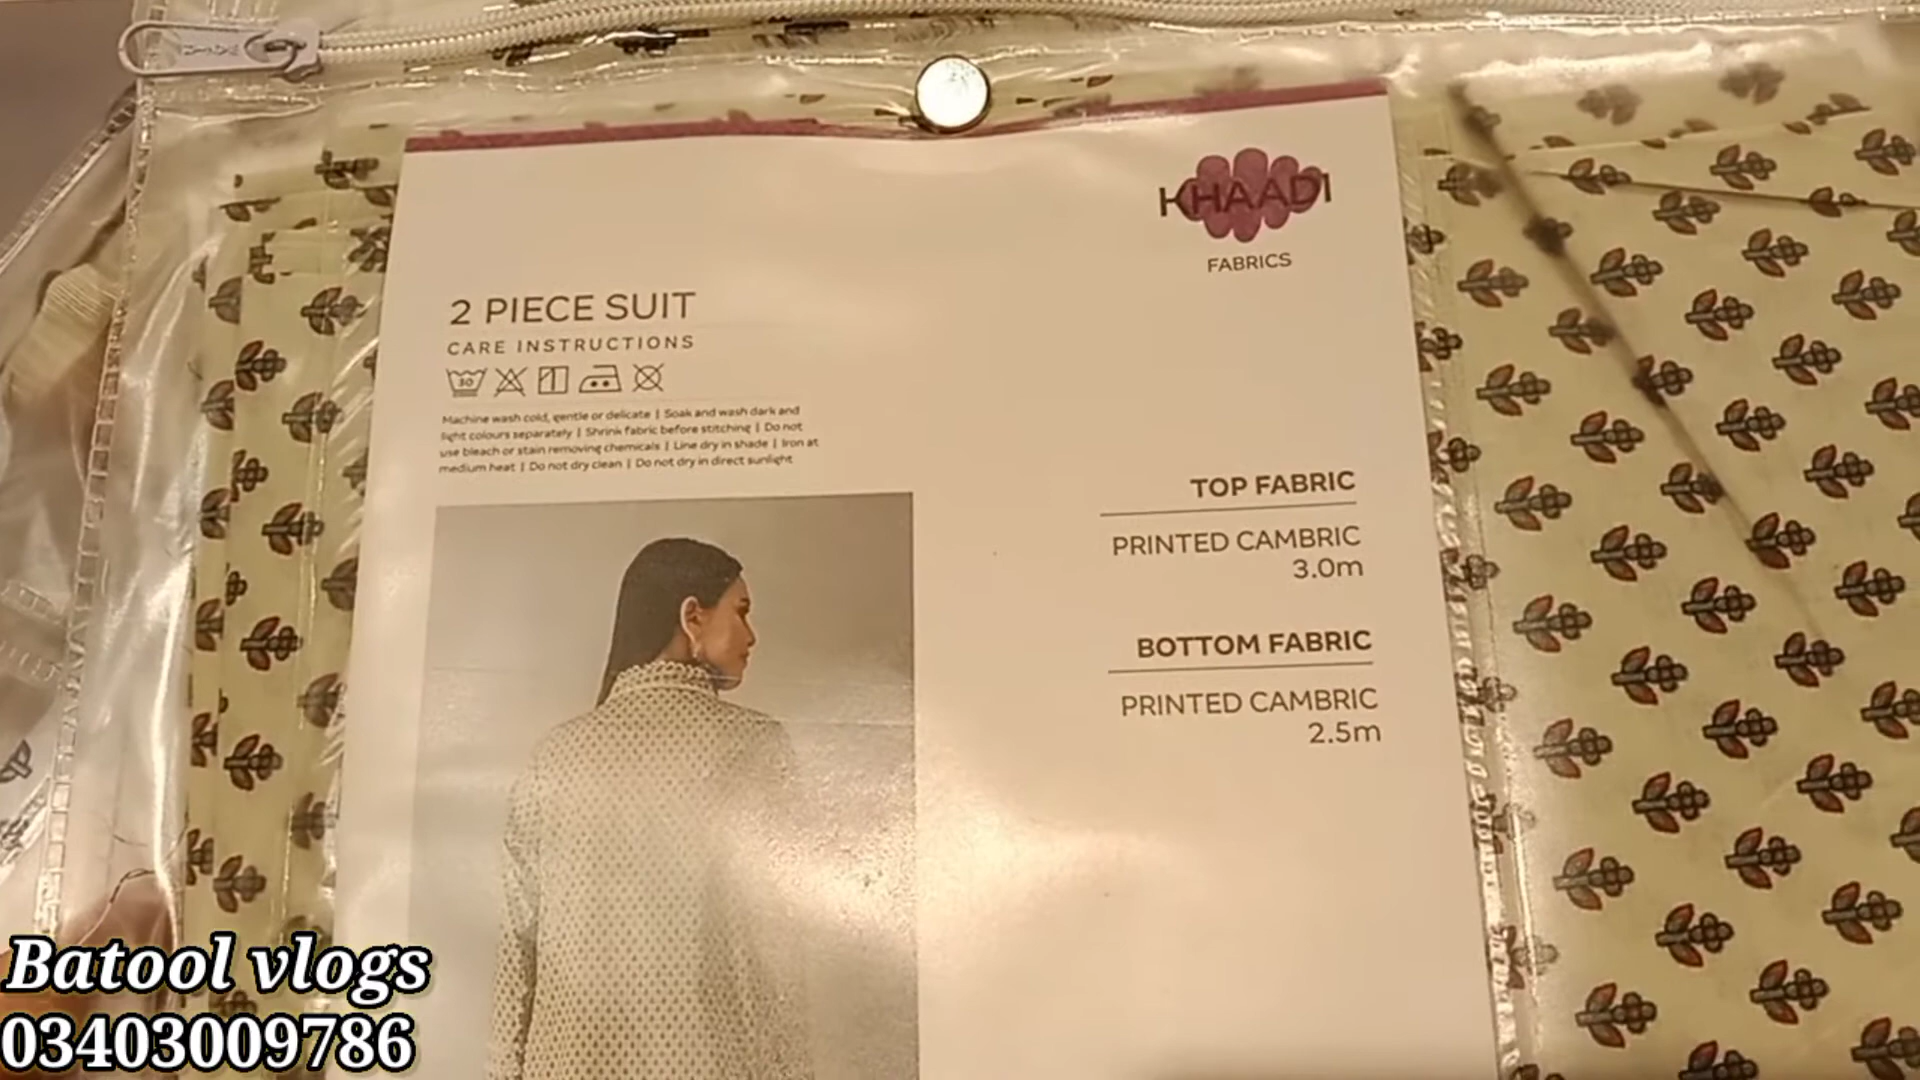 KHAADI
FABRICS
2 PIECE SUIT
CARE INSTRUCTIONS
30
Machine wash cold, gentle or delicate | Soak and wash dark and
light colours separately | Shrink fabric before stitching | Do not
use bleach or stain removing chemicals | Line dry in shade | Iron at
medium heat | Do not dry clean | Do not dry in direct sunlight
TOP FABRIC
PRINTED CAMBRIC
3.0m
BOTTOM FABRIC
PRINTED CAMBRIC
2.5m
Batool vlogs
03403009786